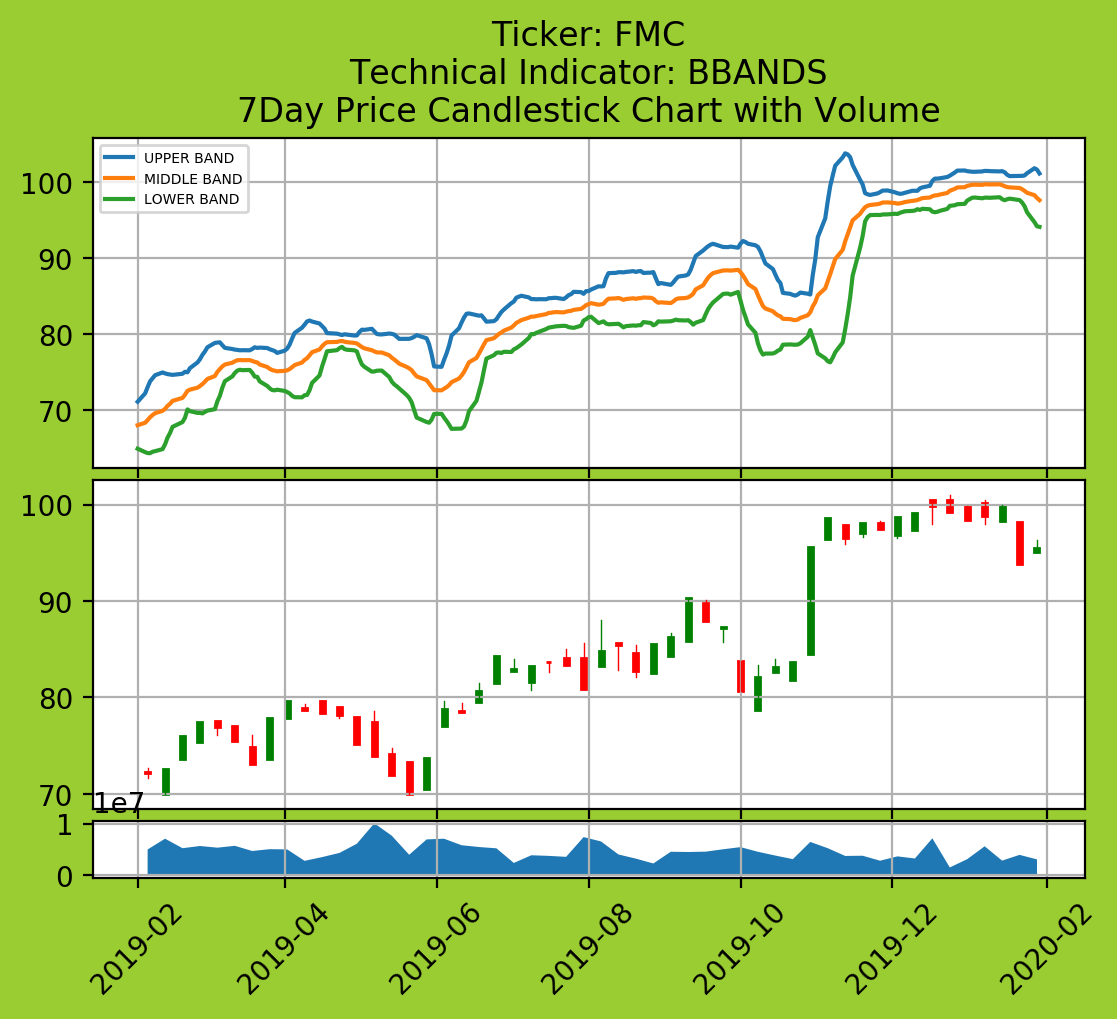 Ticker: FMC
Technical Indicator: BBANDS
7Day Price Candlestick Chart with Volume
UPPER BAND
MIDDLE BAND
LOWER BAND
100
90
80
70
100
90
80
70
1e7
1
0
2019-02 2019-04 2019-06 2019-08 2019-10 2019-12 2020-02